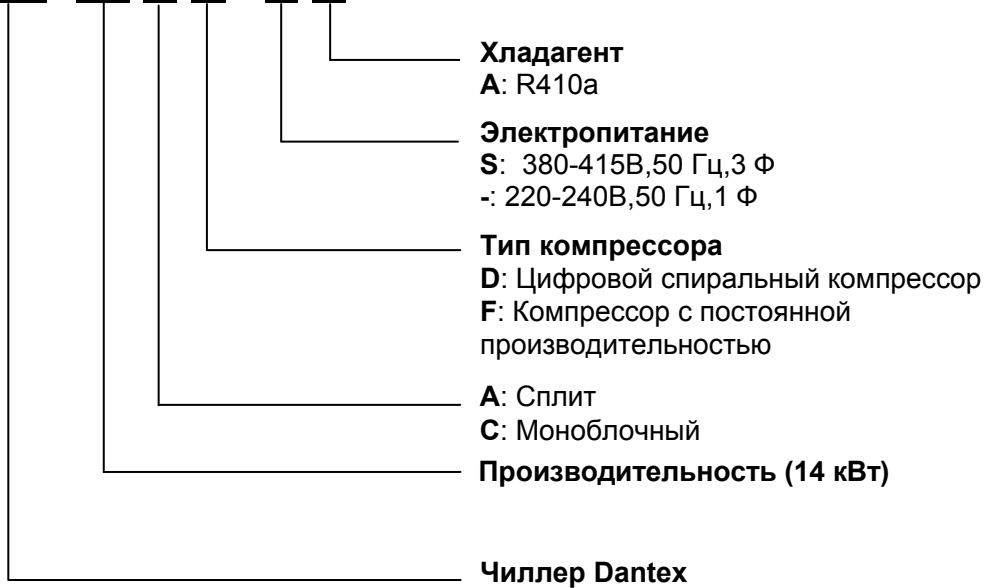 Хладагент
A: R410a
Электропитание
S: 380-415В,50 Гц,3 Ф
-: 220-240В,50 Гц,1 Ф
Тип компрессора
D: Цифровой спиральный компрессор
F: Компрессор с постоянной
производительностью
A: Сплит
C: Моноблочный
Производительность (14 кВт)
Чиллер Dantex